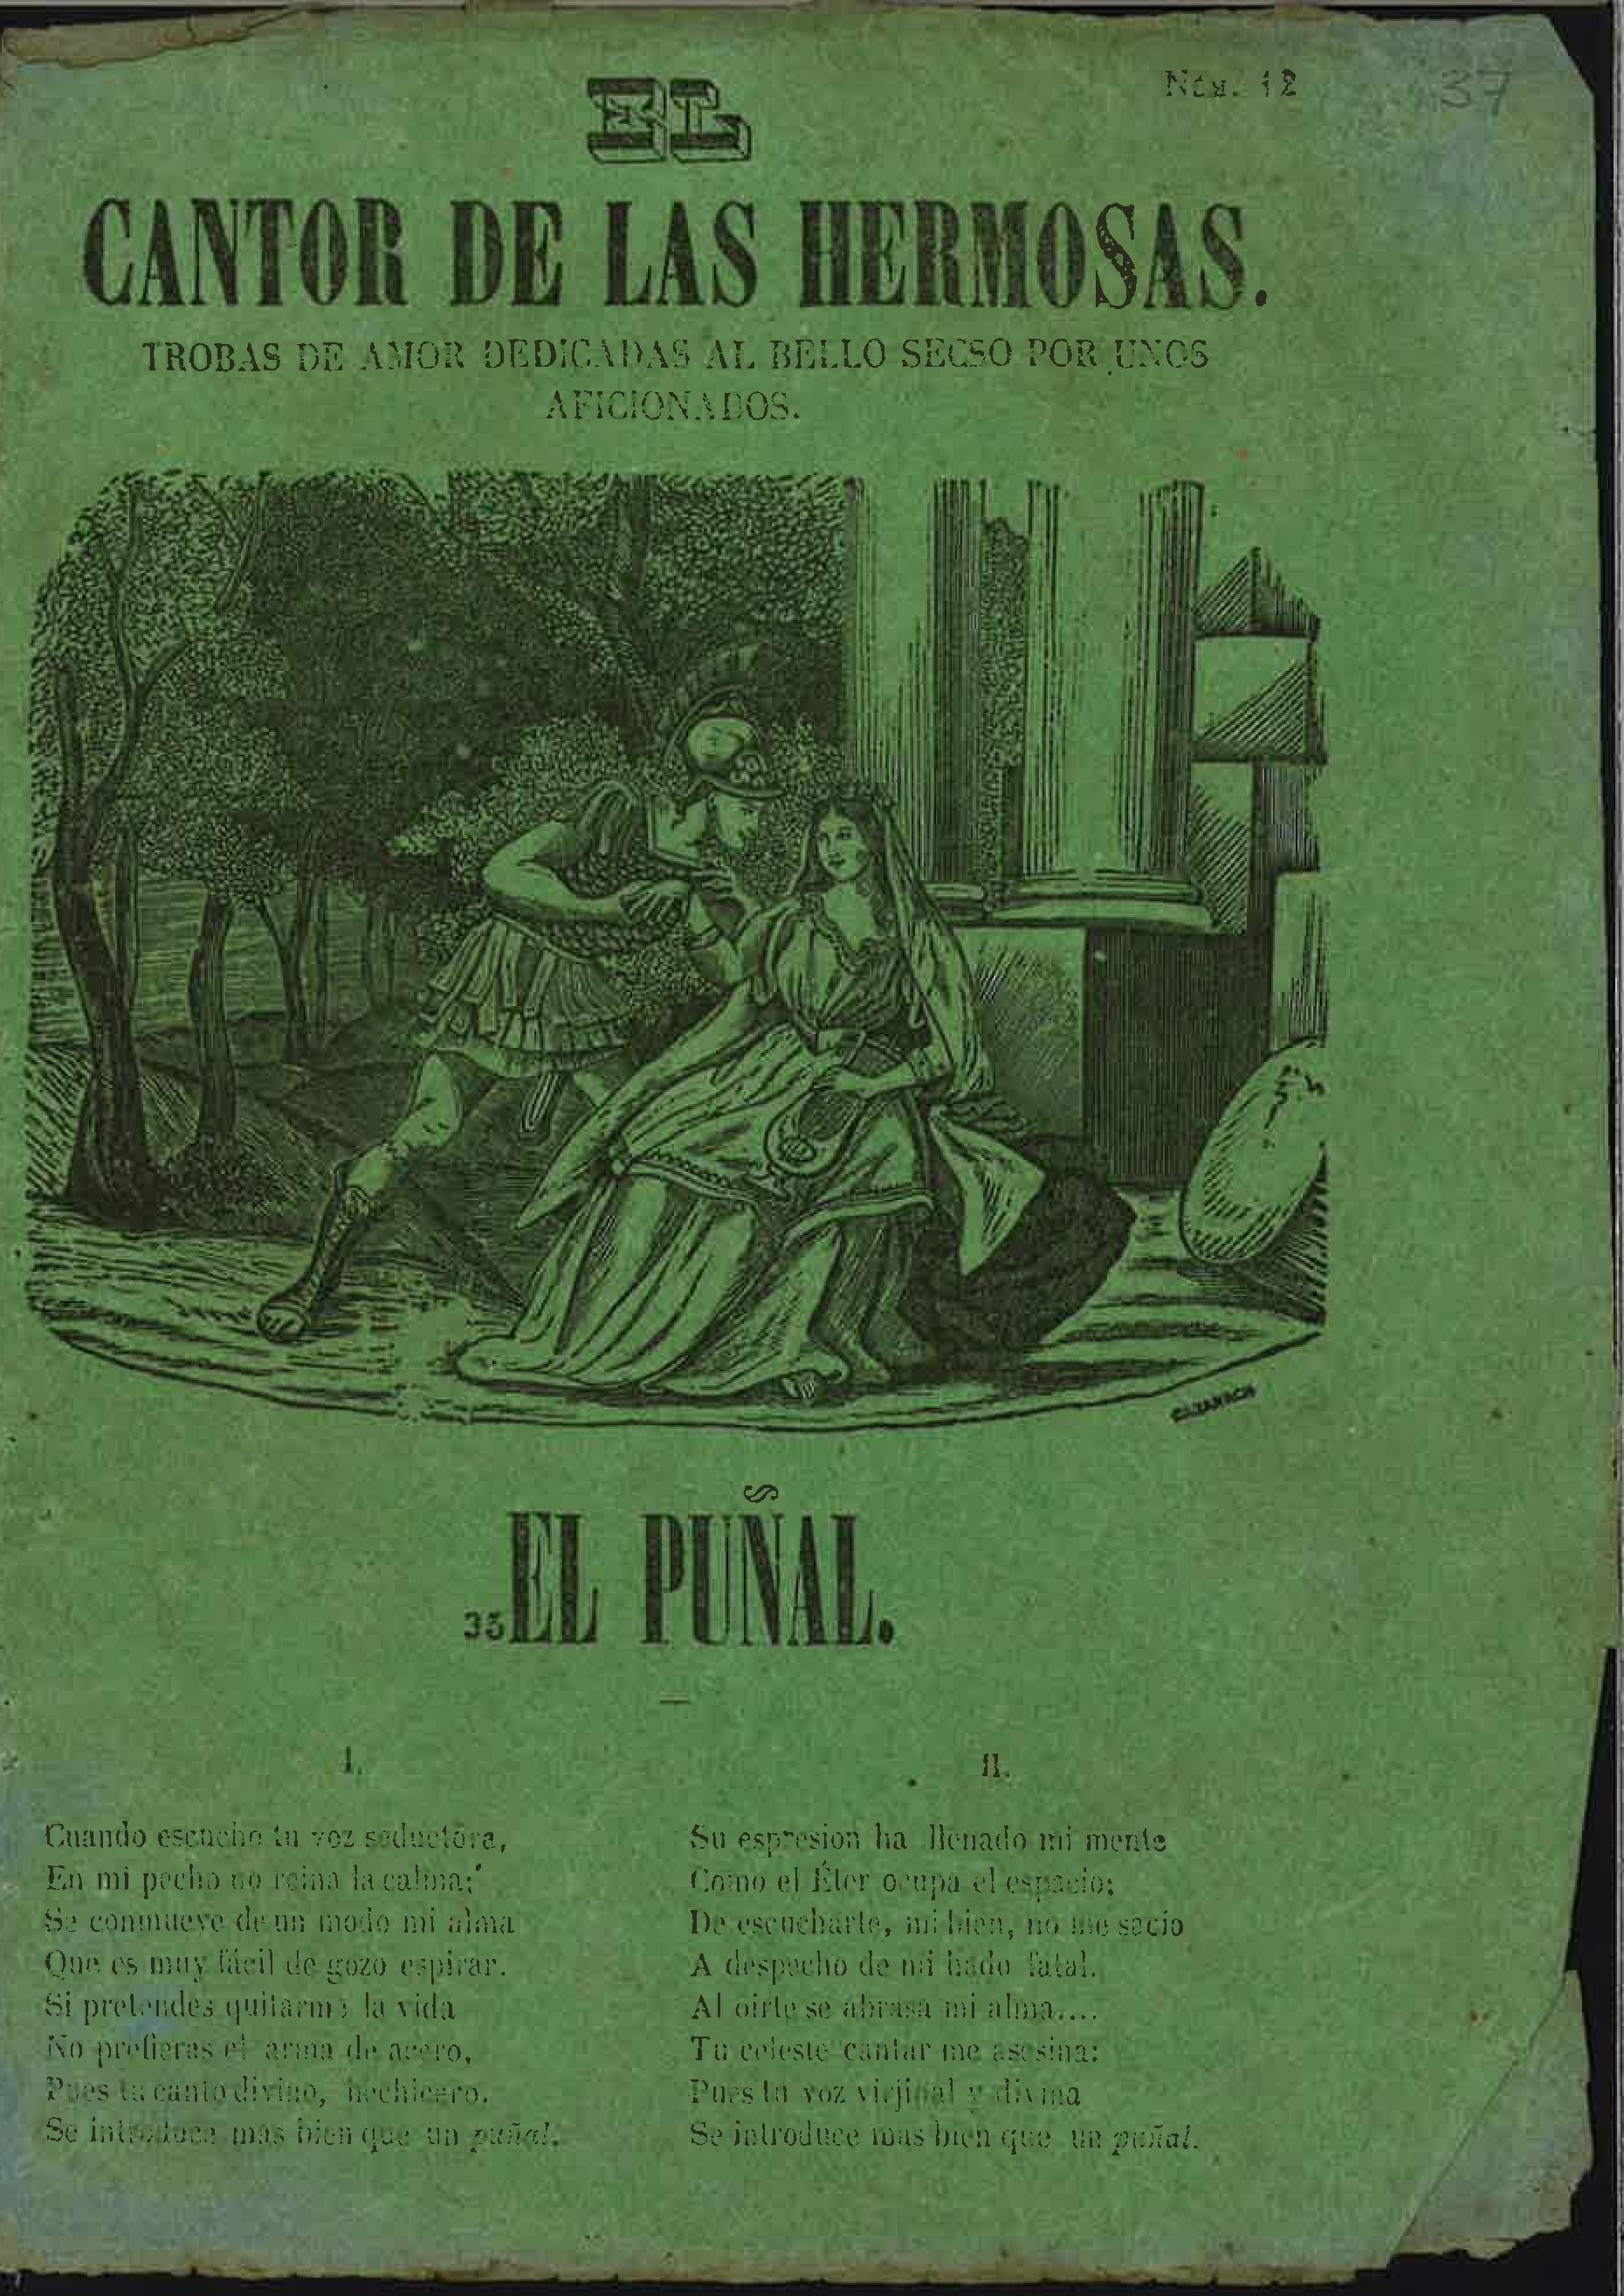 Núm. 12
37
EL
CANTOR DE LAS HERMOSAS.
TROBAS DE AMOR DEDICADAS AL BELLO SECSO POR UNOS
AFICIONADOS.
35 EL PUÑAL.
I.
Cuando escucho tu voz seductora,
En mi pecho no reina la calma;
Se conmueve de un modo mi alma
Que es muy fácil de gozo espirar.
Si pretendes quitarme la vida
No prefieras el arma de acero,
Pues tu canto divino, hechicero,
Se introduce mas bien que un puñal.
II.
Su espresion ha llenado mi mente
Como el Éter ocupa el espacio;
De escucharte, mi bien, no me sacio
A despecho de mi hado fatal.
Al oirte se abrasa mi alma....
Tu celeste cantar me asesina:
Pues tu voz virjinal y divina
Se introduce mas bien que un puñal.